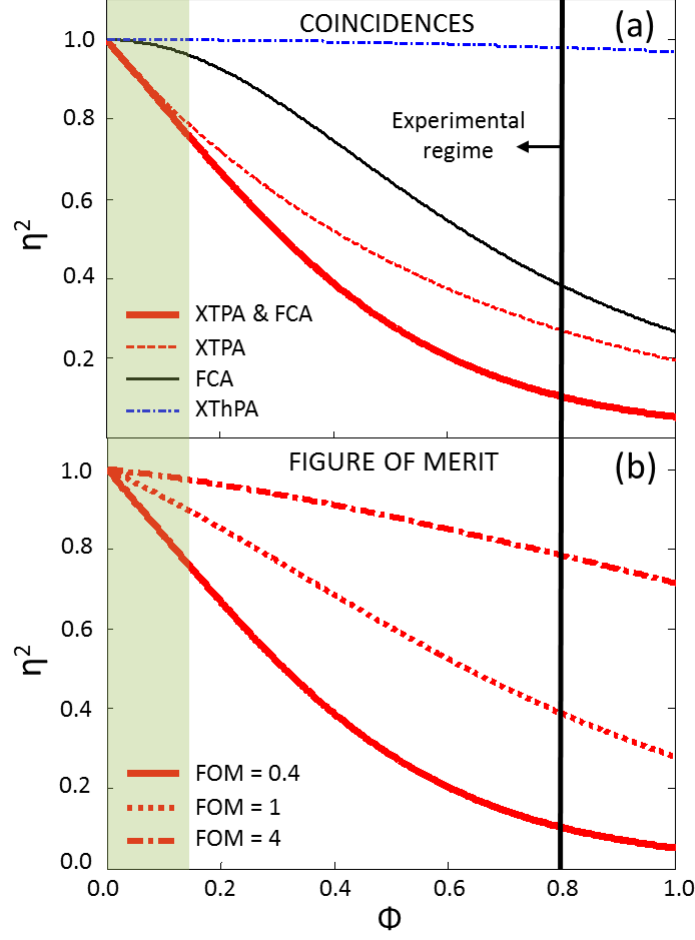 COINCIDENCES
(a)
1.0
0.8
0.6
0.4
0.2
η²
Experimental
regime
XTPA & FCA
XTPA
FCA
XThPA
FIGURE OF MERIT
(b)
1.0
0.8
0.6
0.4
0.2
0.0
η²
FOM = 0.4
FOM = 1
FOM = 4
0.0 0.2 0.4 0.6 0.8 1.0
Φ